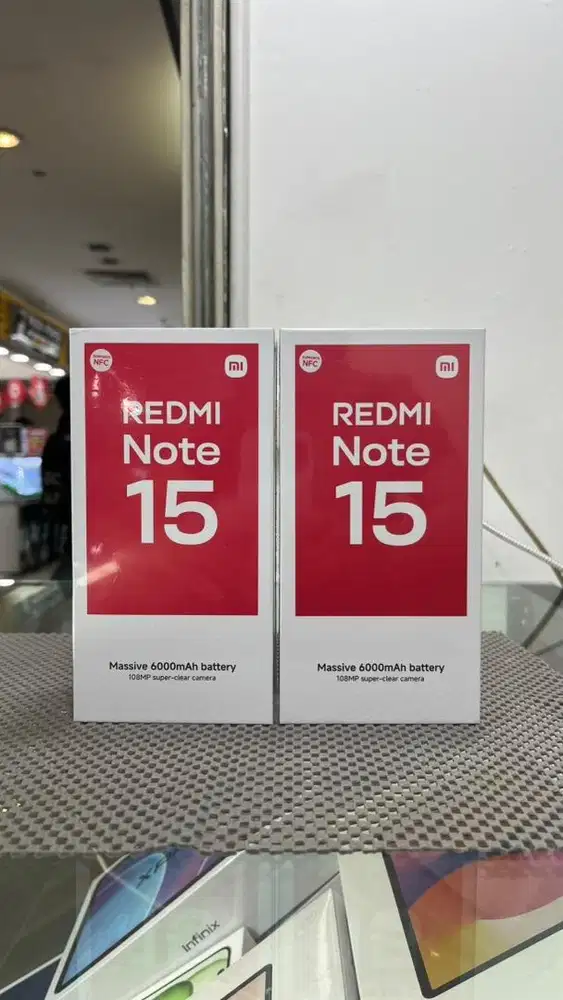 NFC
mi
REDMI
Note
15
Massive 6000mAh battery
108MP super-clear camera
NFC
mi
REDMI
Note
15
Massive 6000mAh battery
108MP super-clear camera
Infinix